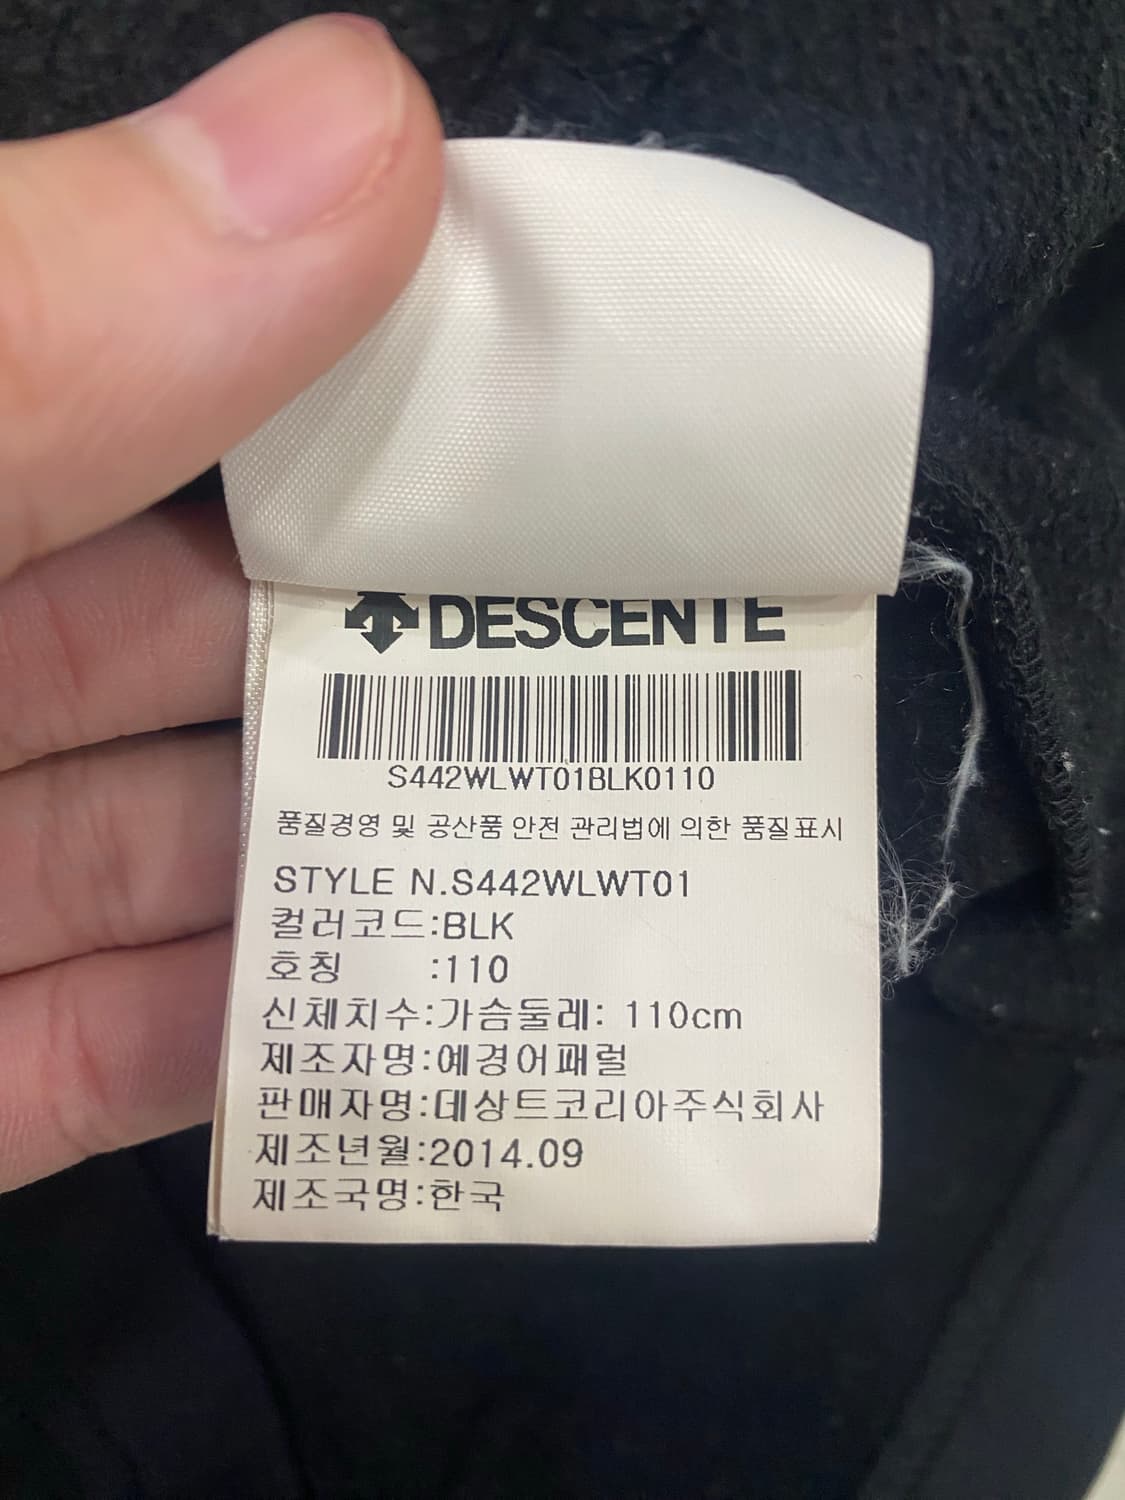 DESCENTE
S442WLWT01BLK0110
품질경영 및 공산품 안전 관리법에 의한 품질표시
STYLE N.S442WLWT01
컬러코드:BLK
호칭 :110
신체치수:가슴둘레: 110cm
제조자명:예경어패럴
판매자명:데상트코리아주식회사
제조년월:2014.09
제조국명:한국